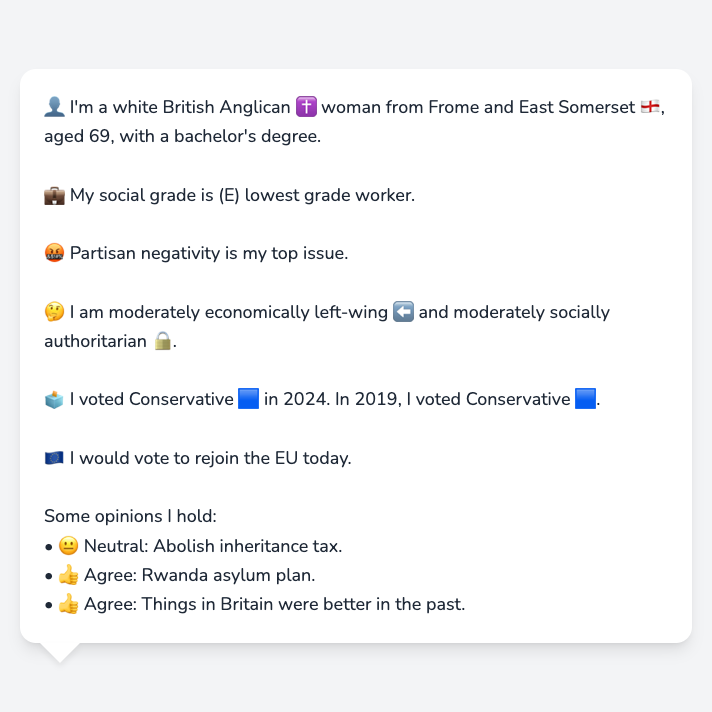 👤 I'm a white British Anglican ✝️ woman from Frome and East Somerset 🏴󠁧󠁢󠁥󠁮󠁧󠁿,
aged 69, with a bachelor's degree.
💼 My social grade is (E) lowest grade worker.
🤬 Partisan negativity is my top issue.
🤔 I am moderately economically left-wing ⬅️ and moderately socially
authoritarian 🔒.
🗳️ I voted Conservative 🟦 in 2024. In 2019, I voted Conservative 🟦.
🇪🇺 I would vote to rejoin the EU today.
Some opinions I hold:
• 😐 Neutral: Abolish inheritance tax.
• 👍 Agree: Rwanda asylum plan.
• 👍 Agree: Things in Britain were better in the past.